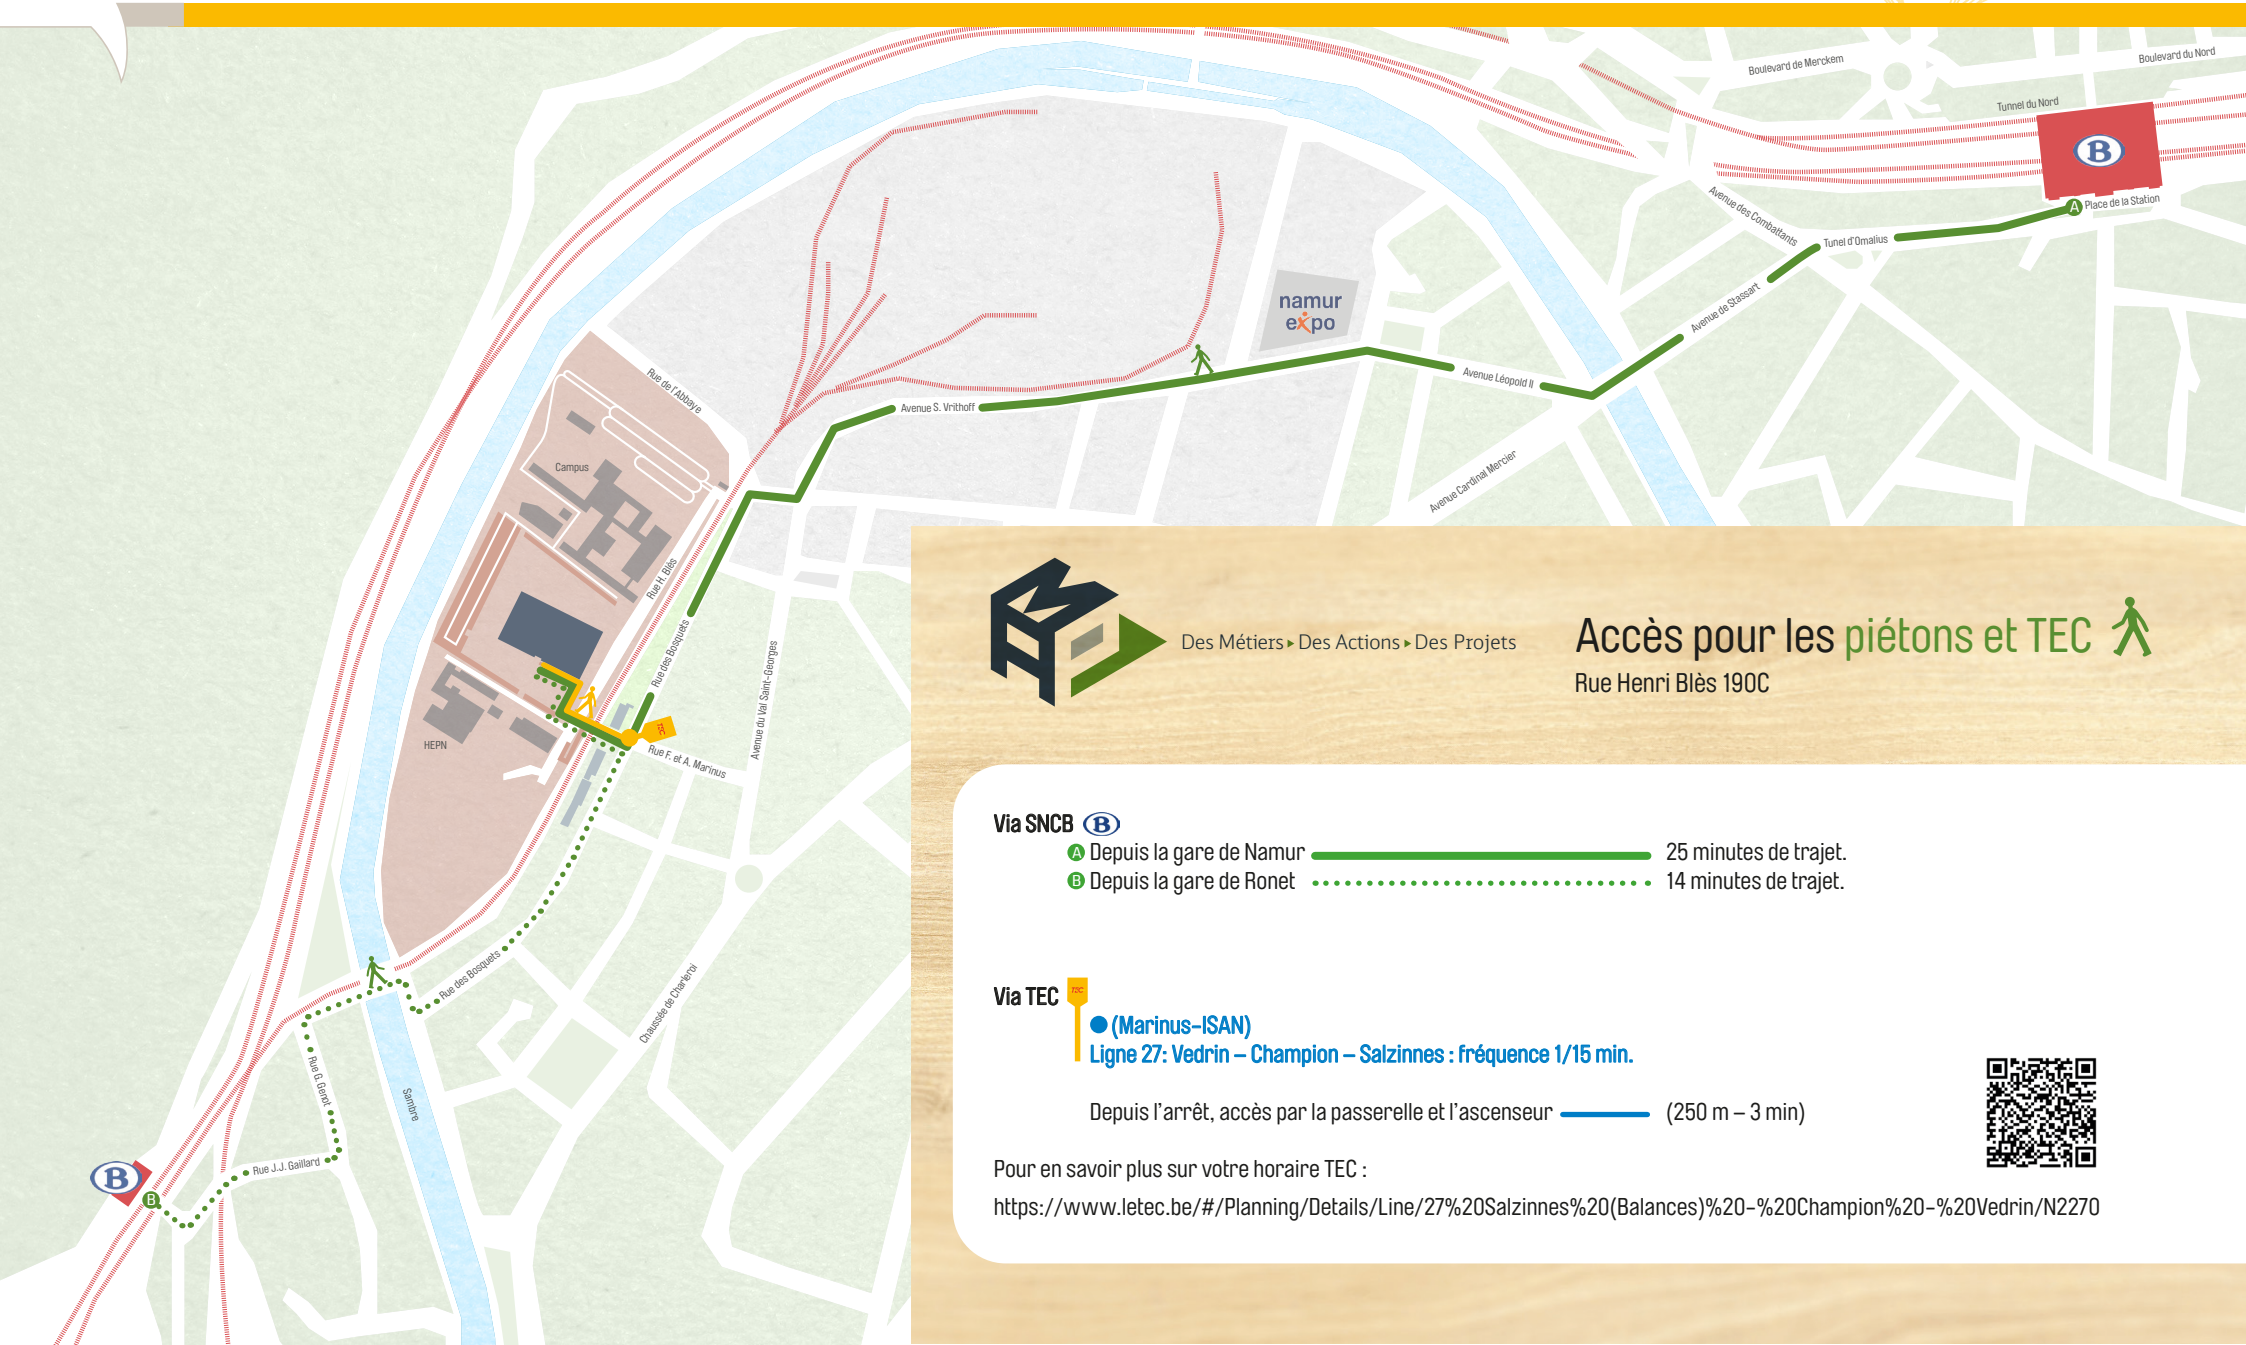 Boulevard de Merckem
Boulevard du Nord
Tunnel du Nord
B
Avenue des Combattants
A Place de la Station
Tunel d'Omalius
Avenue de Stassart
namur
expo
Avenue Léopold II
Rue de l'Abbaye
Avenue S. Vrithoff
Campus
Avenue Cardinal Mercier
Rue H. Blès
Rue des Bosquets
Avenue du Val Saint-Georges
HEPN
TEC
Rue F. et A. Marinus
Rue des Bosquets
Chaussée de Charleroi
Rue G. Genot
Sambre
Rue J.J. Gaillard
B
B
MAP
Des Métiers ▸ Des Actions ▸ Des Projets
Accès pour les piétons et TEC
Rue Henri Blès 190C
Via SNCB B
A Depuis la gare de Namur 25 minutes de trajet.
B Depuis la gare de Ronet 14 minutes de trajet.
Via TEC TEC
(Marinus-ISAN)
Ligne 27: Vedrin – Champion – Salzinnes : fréquence 1/15 min.
Depuis l'arrêt, accès par la passerelle et l'ascenseur (250 m – 3 min)
Pour en savoir plus sur votre horaire TEC :
https://www.letec.be/#/Planning/Details/Line/27%20Salzinnes%20(Balances)%20-%20Champion%20-%20Vedrin/N2270